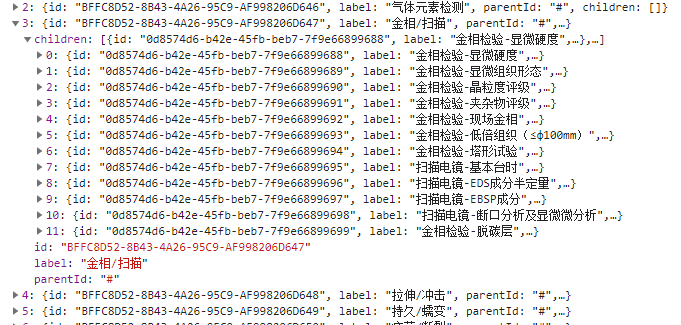 2: {id: "BFFC8D52-8B43-4A26-95C9-AF998206D646", label: "气体元素检测", parentId: "#", children: []}
3: {id: "BFFC8D52-8B43-4A26-95C9-AF998206D647", label: "金相/扫描", parentId: "#",…}
children: [{id: "0d8574d6-b42e-45fb-beb7-7f9e66899688", label: "金相检验-显微硬度",…},…]
0: {id: "0d8574d6-b42e-45fb-beb7-7f9e66899688", label: "金相检验-显微硬度",…}
1: {id: "0d8574d6-b42e-45fb-beb7-7f9e66899689", label: "金相检验-显微组织形态",…}
2: {id: "0d8574d6-b42e-45fb-beb7-7f9e66899690", label: "金相检验-晶粒度评级",…}
3: {id: "0d8574d6-b42e-45fb-beb7-7f9e66899691", label: "金相检验-夹杂物评级",…}
4: {id: "0d8574d6-b42e-45fb-beb7-7f9e66899692", label: "金相检验-现场金相",…}
5: {id: "0d8574d6-b42e-45fb-beb7-7f9e66899693", label: "金相检验-低倍组织（≤ф100mm）",…}
6: {id: "0d8574d6-b42e-45fb-beb7-7f9e66899694", label: "金相检验-塔形试验",…}
7: {id: "0d8574d6-b42e-45fb-beb7-7f9e66899695", label: "扫描电镜-基本台时",…}
8: {id: "0d8574d6-b42e-45fb-beb7-7f9e66899696", label: "扫描电镜-EDS成分半定量",…}
9: {id: "0d8574d6-b42e-45fb-beb7-7f9e66899697", label: "扫描电镜-EBSP成分",…}
10: {id: "0d8574d6-b42e-45fb-beb7-7f9e66899698", label: "扫描电镜-断口分析及显微微分析",…}
11: {id: "0d8574d6-b42e-45fb-beb7-7f9e66899699", label: "金相检验-脱碳层",…}
id: "BFFC8D52-8B43-4A26-95C9-AF998206D647"
label: "金相/扫描"
parentId: "#"
4: {id: "BFFC8D52-8B43-4A26-95C9-AF998206D648", label: "拉伸/冲击", parentId: "#",…}
5: {id: "BFFC8D52-8B43-4A26-95C9-AF998206D649", label: "持久/蠕变", parentId: "#",…}